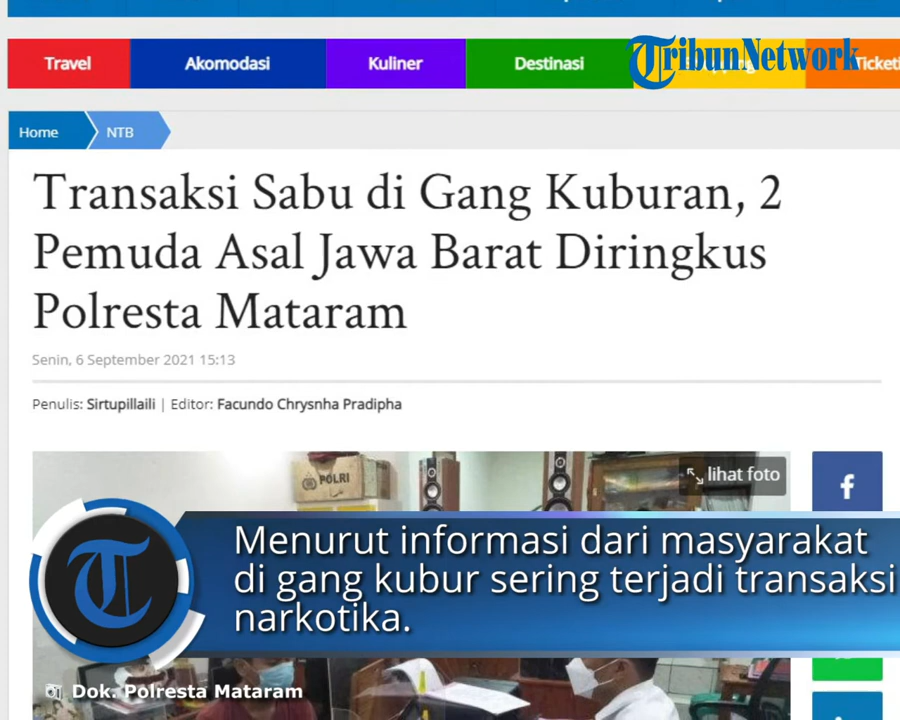 Travel Akomodasi Kuliner Destinasi Ticketi
TribunNetwork
Home NTB
Transaksi Sabu di Gang Kuburan, 2
Pemuda Asal Jawa Barat Diringkus
Polresta Mataram
Senin, 6 September 2021 15:13
Penulis: Sirtupillaili | Editor: Facundo Chrysnha Pradipha
POLRI
lihat foto
f
Menurut informasi dari masyarakat
di gang kubur sering terjadi transaksi
narkotika.
Dok. Polresta Mataram